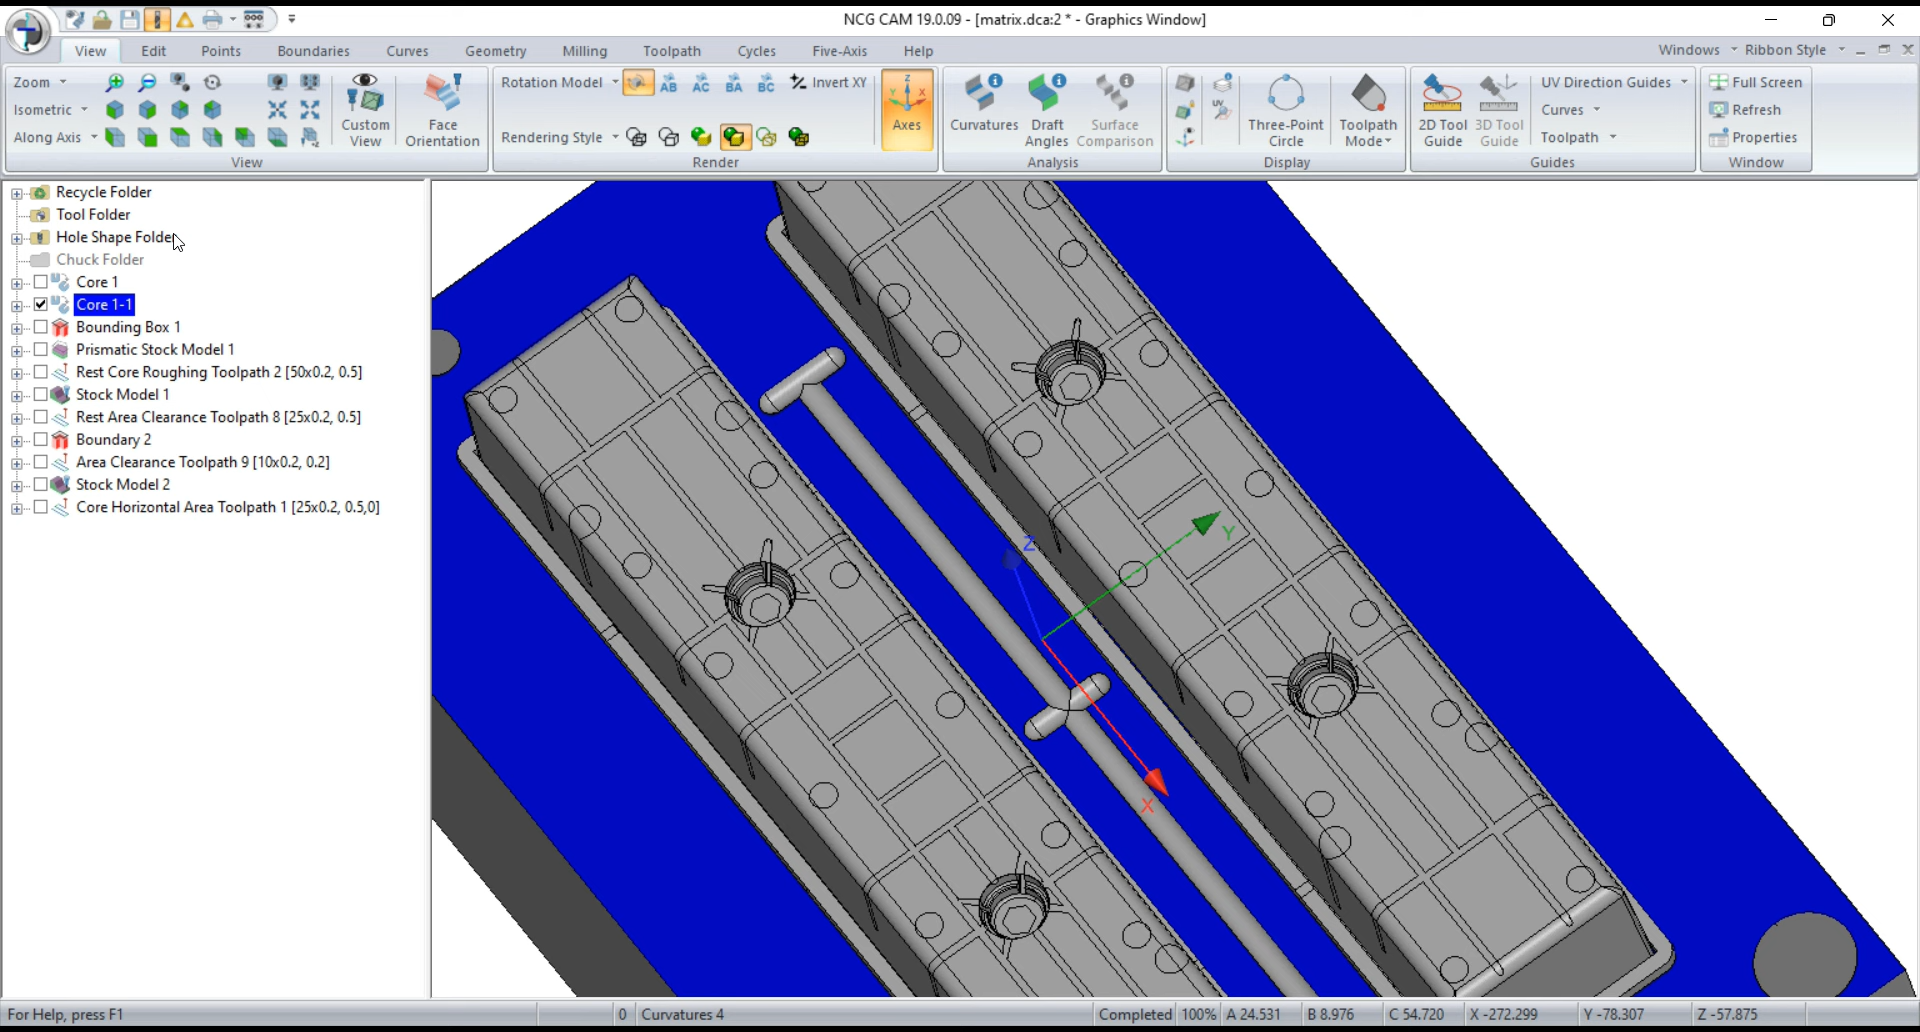 NCG CAM 19.0.09 - [matrix.dca:2 * - Graphics Window]
View Edit Points Boundaries Curves Geometry Milling Toolpath Cycles Five-Axis Help Windows Ribbon Style
Zoom
Isometric
Along Axis
Custom View
Face Orientation
View
Rotation Model AB AC BA BC Invert XY
Rendering Style
Axes
Render
Curvatures
Draft Angles
Surface Comparison
Analysis
UV
Three-Point Circle
Toolpath Mode
Display
2D Tool Guide
3D Tool Guide
UV Direction Guides
Curves
Toolpath
Guides
Full Screen
Refresh
Properties
Window
Recycle Folder
Tool Folder
Hole Shape Folder
Chuck Folder
Core 1
Core 1-1
Bounding Box 1
Prismatic Stock Model 1
Rest Core Roughing Toolpath 2 [50x0.2, 0.5]
Stock Model 1
Rest Area Clearance Toolpath 8 [25x0.2, 0.5]
Boundary 2
Area Clearance Toolpath 9 [10x0.2, 0.2]
Stock Model 2
Core Horizontal Area Toolpath 1 [25x0.2, 0.5,0]
Z
Y
X
For Help, press F1 0 Curvatures 4 Completed 100% A 24.531 B 8.976 C 54.720 X -272.299 Y -78.307 Z -57.875